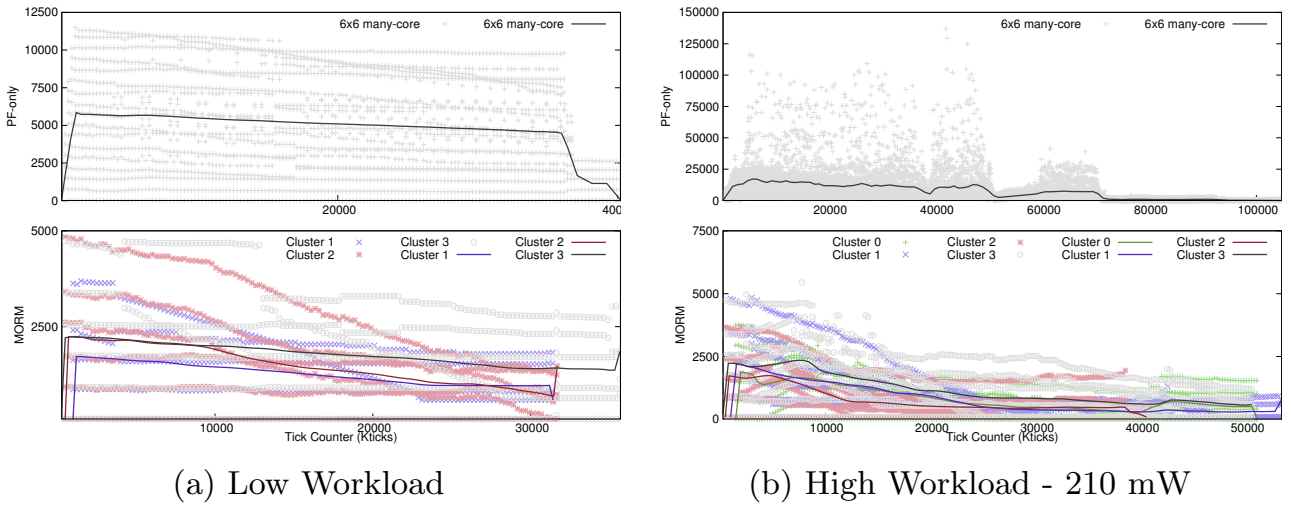 12500
10000
7500
5000
2500
0
PF-only
6x6 many-core 6x6 many-core
20000 400
150000
125000
100000
75000
50000
25000
0
PF-only
6x6 many-core 6x6 many-core
20000 40000 60000 80000 100000
5000
2500
MORM
Cluster 1 Cluster 3 Cluster 2
Cluster 2 Cluster 1 Cluster 3
10000 20000 30000
Tick Counter (Kticks)
7500
5000
2500
0
MORM
Cluster 0 Cluster 2 Cluster 0 Cluster 2
Cluster 1 Cluster 3 Cluster 1 Cluster 3
10000 20000 30000 40000 50000
Tick Counter (Kticks)
(a) Low Workload
(b) High Workload - 210 mW